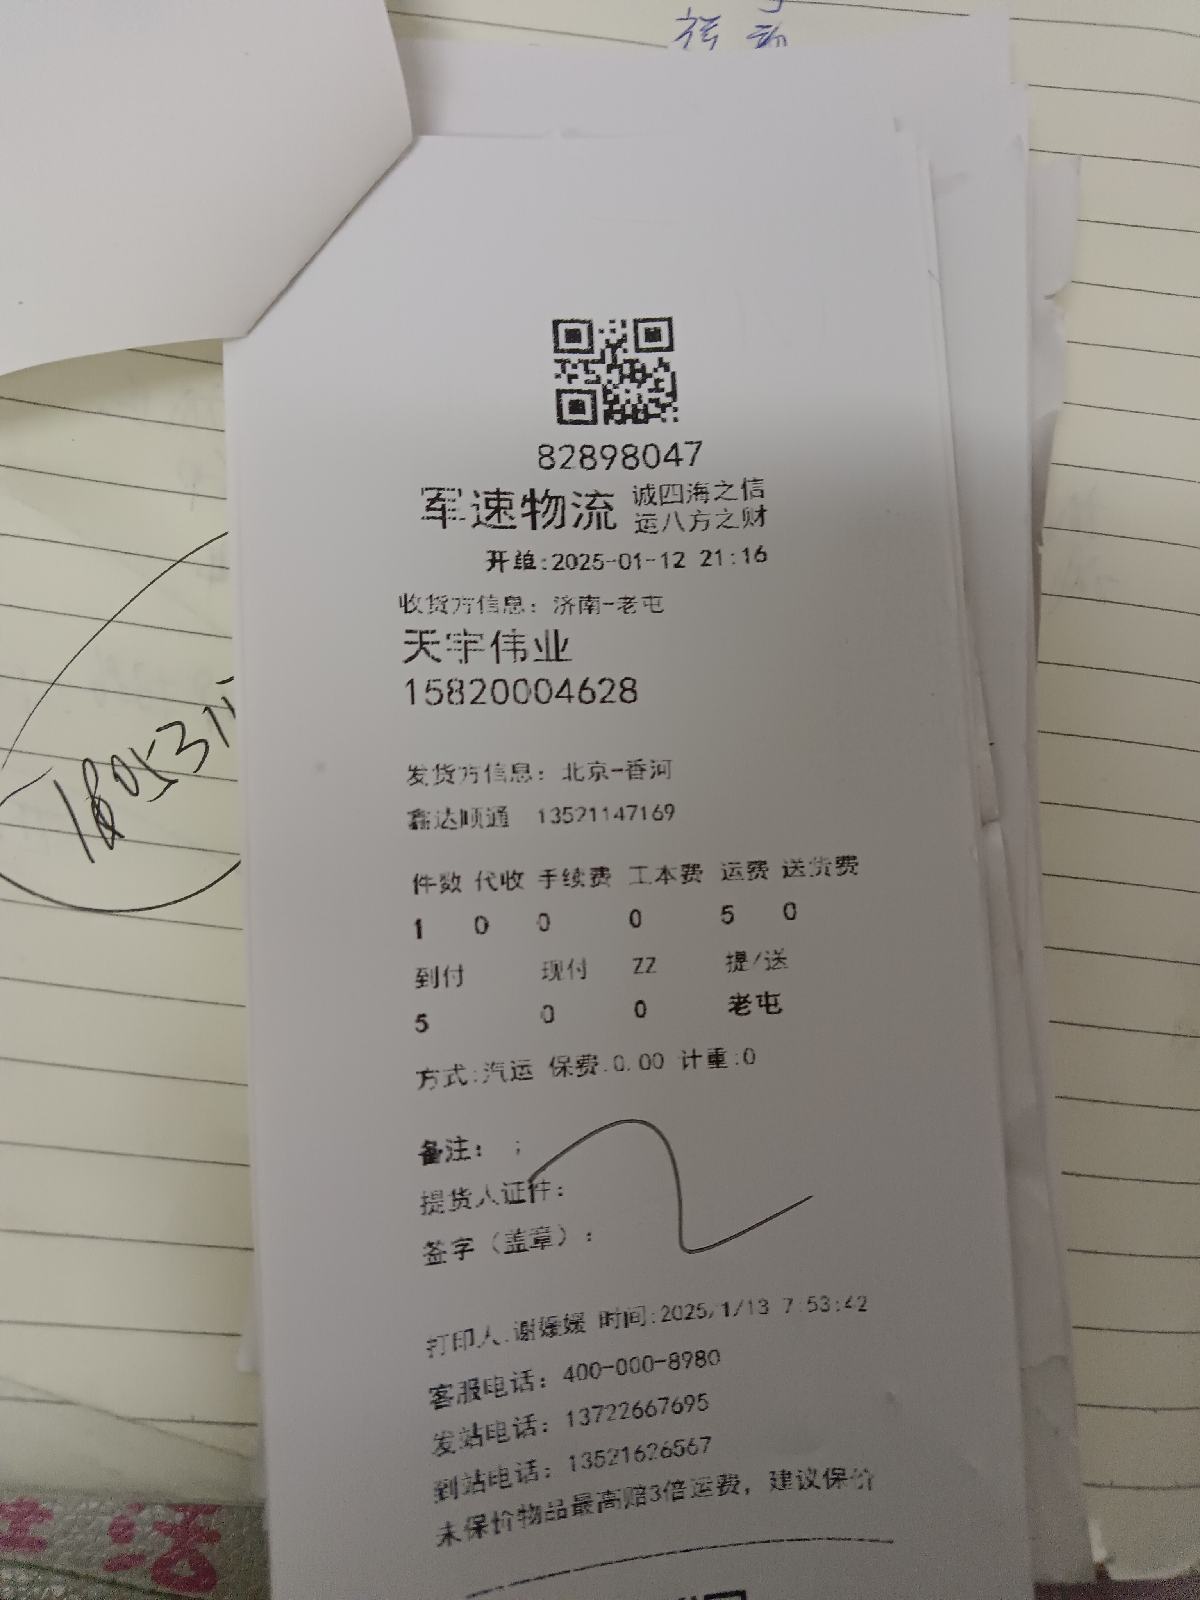 82898047
军速物流 诚四海之信
运八方之财
开单:2025-01-12 21:16
收货方信息：济南-老屯
天宇伟业
15820004628
发货方信息：北京-香河
鑫达顺通 13521147169
件数 代收 手续费 工本费 运费 送货费
1 0 0 0 5 0
到付 现付 ZZ 提/送
5 0 0 老屯
方式:汽运 保费:0.00 计重:0
备注： ;
提货人证件：
签字（盖章）：
打印人:谢媛媛 时间:2025/1/13 7:53:42
客服电话：400-000-8980
发站电话：13722667695
到站电话：13521626567
未保价物品最高赔3倍运费，建议保价
活